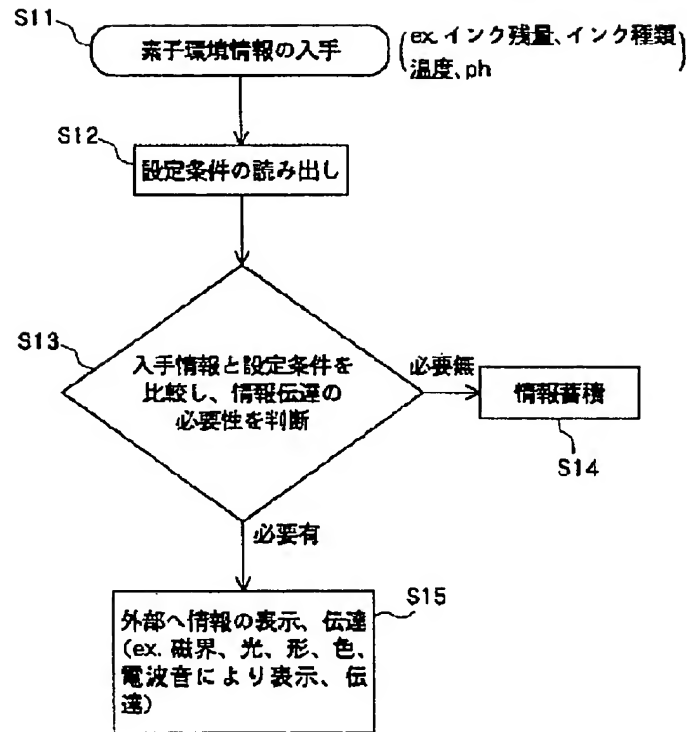 S11
素子環境情報の入手
(ex.インク残量、インク種類
温度、ph)
S12
設定条件の読み出し
S13
入手情報と設定条件を
比較し、情報伝達の
必要性を判断
必要無
情報蓄積
S14
必要有
S15
外部へ情報の表示、伝達
(ex. 磁界、光、形、色、
電波音により表示、伝
達)